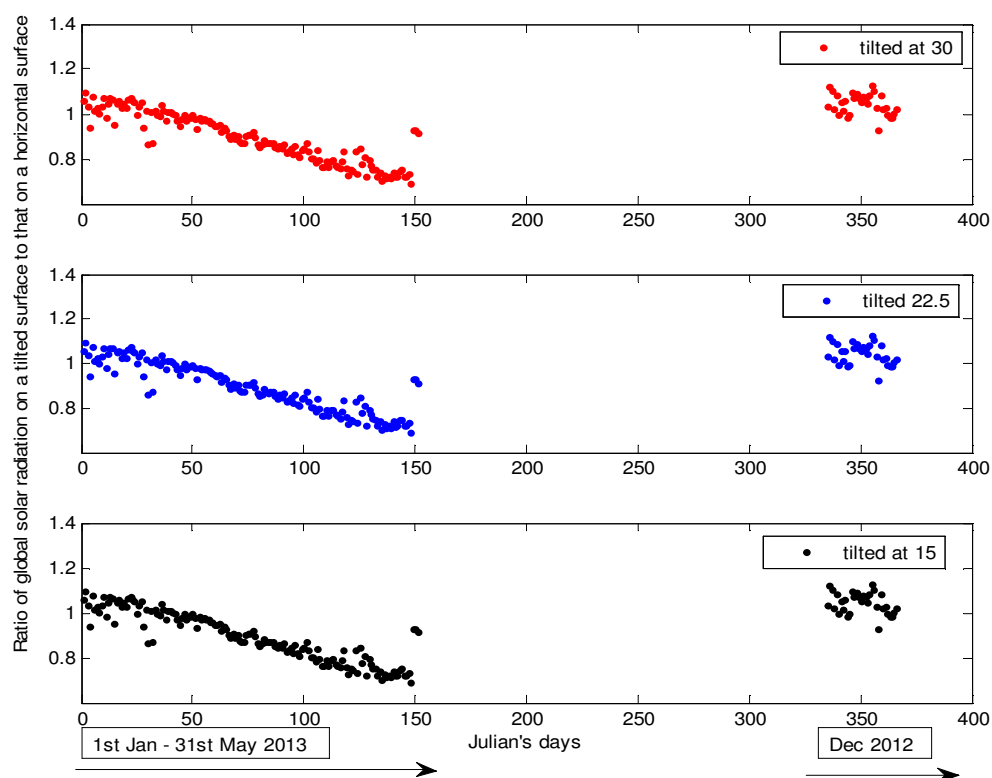 Ratio of global solar radiation on a tilted surface to that on a horizontal surface
1.4
1.2
1
0.8
0 50 100 150 200 250 300 350 400
tilted at 30
1.4
1.2
1
0.8
0 50 100 150 200 250 300 350 400
tilted 22.5
1.4
1.2
1
0.8
0 50 100 150 200 250 300 350 400
tilted at 15
Julian's days
1st Jan - 31st May 2013
Dec 2012